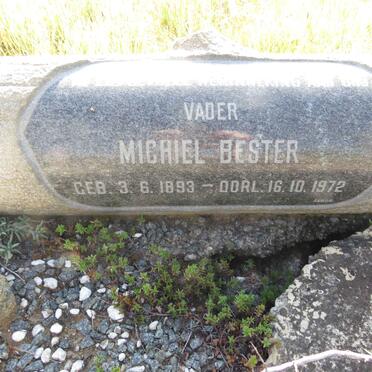 VADER
MICHIEL BESTER
GEB. 3. 6. 1893 – OORL. 16. 10. 1972